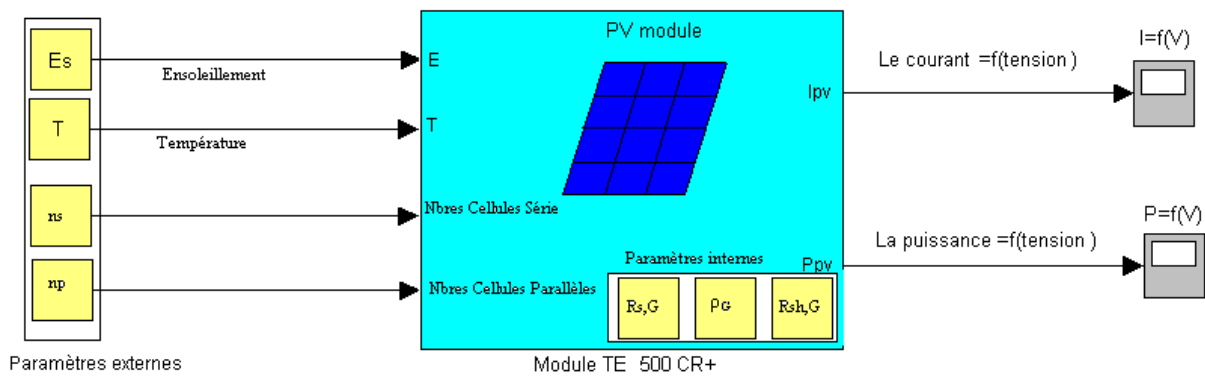 PV module
Es
Ensoleillement
E
Ipv
Le courant =f(tension )
I=f(V)
T
Température
T
ns
Nbres Cellules Série
np
Nbres Cellules Parallèles
Paramètres internes
Rs,G
ρG
Rsh,G
Ppv
La puissance =f(tension )
P=f(V)
Paramètres externes
Module TE 500 CR+